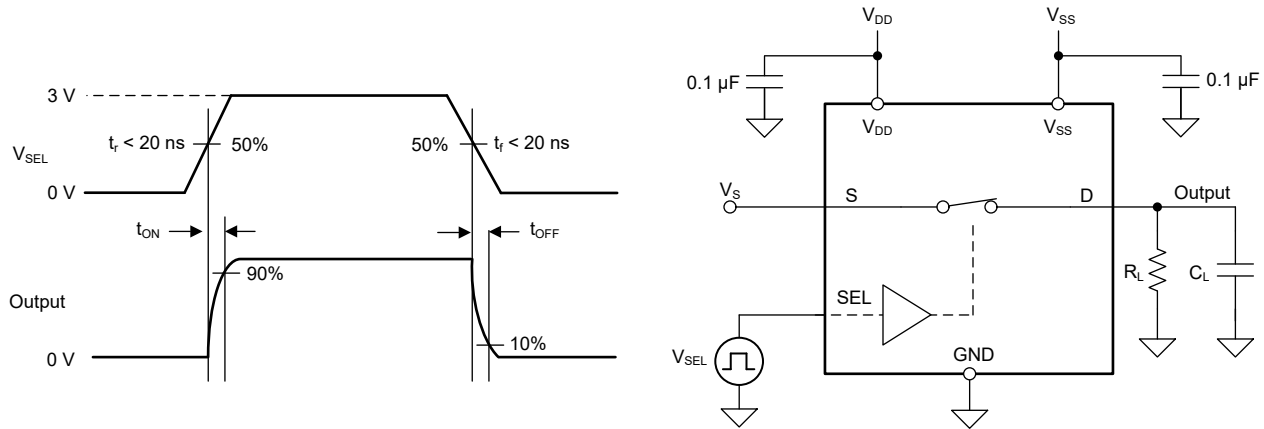 3 V
V_SEL
0 V
t_r < 20 ns
50%
50%
t_f < 20 ns
t_ON
t_OFF
90%
Output
0 V
10%
V_DD
V_SS
0.1 µF
0.1 µF
V_DD
V_SS
V_S
S
D
Output
R_L
C_L
SEL
V_SEL
GND